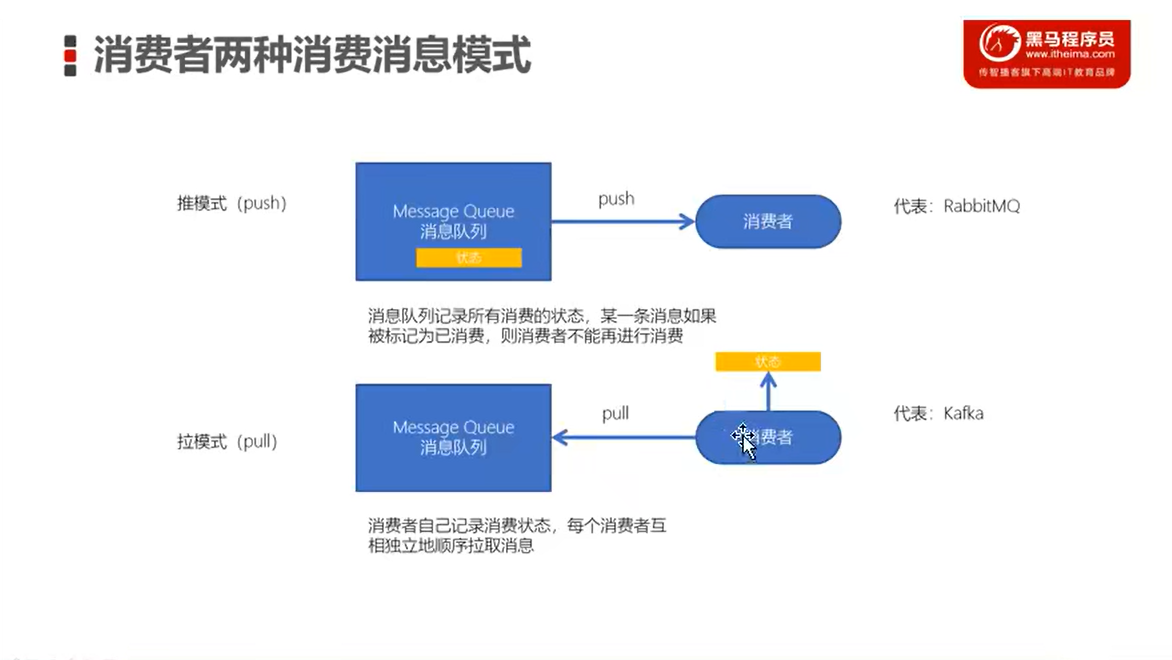 消费者两种消费消息模式
黑马程序员
www.itheima.com
传智播客旗下高端IT教育品牌
推模式（push）
Message Queue
消息队列
状态
push
消费者
代表：RabbitMQ
消息队列记录所有消费的状态，某一条消息如果
被标记为已消费，则消费者不能再进行消费
状态
拉模式（pull）
Message Queue
消息队列
pull
消费者
代表：Kafka
消费者自己记录消费状态，每个消费者互
相独立地顺序拉取消息